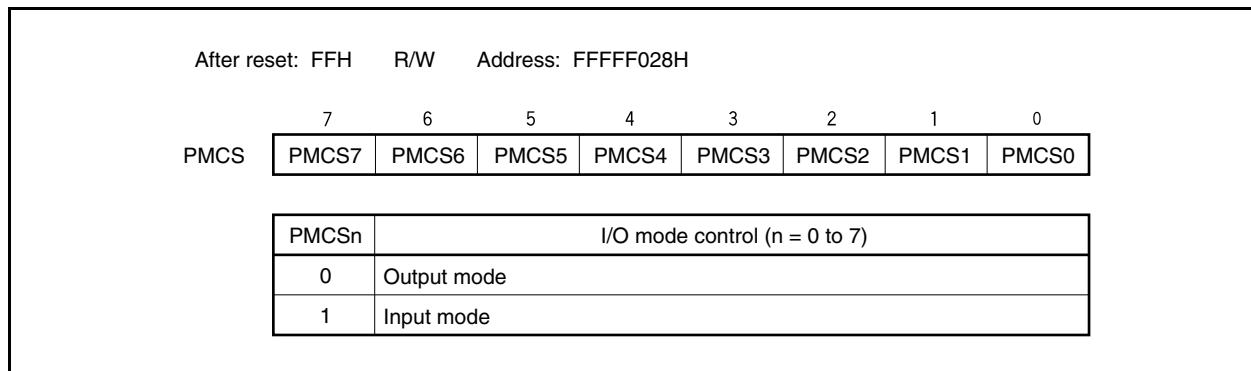 After reset: FFH R/W Address: FFFFF028H
7 6 5 4 3 2 1 0
PMCS PMCS7 PMCS6 PMCS5 PMCS4 PMCS3 PMCS2 PMCS1 PMCS0
PMCSn I/O mode control (n = 0 to 7)
0 Output mode
1 Input mode